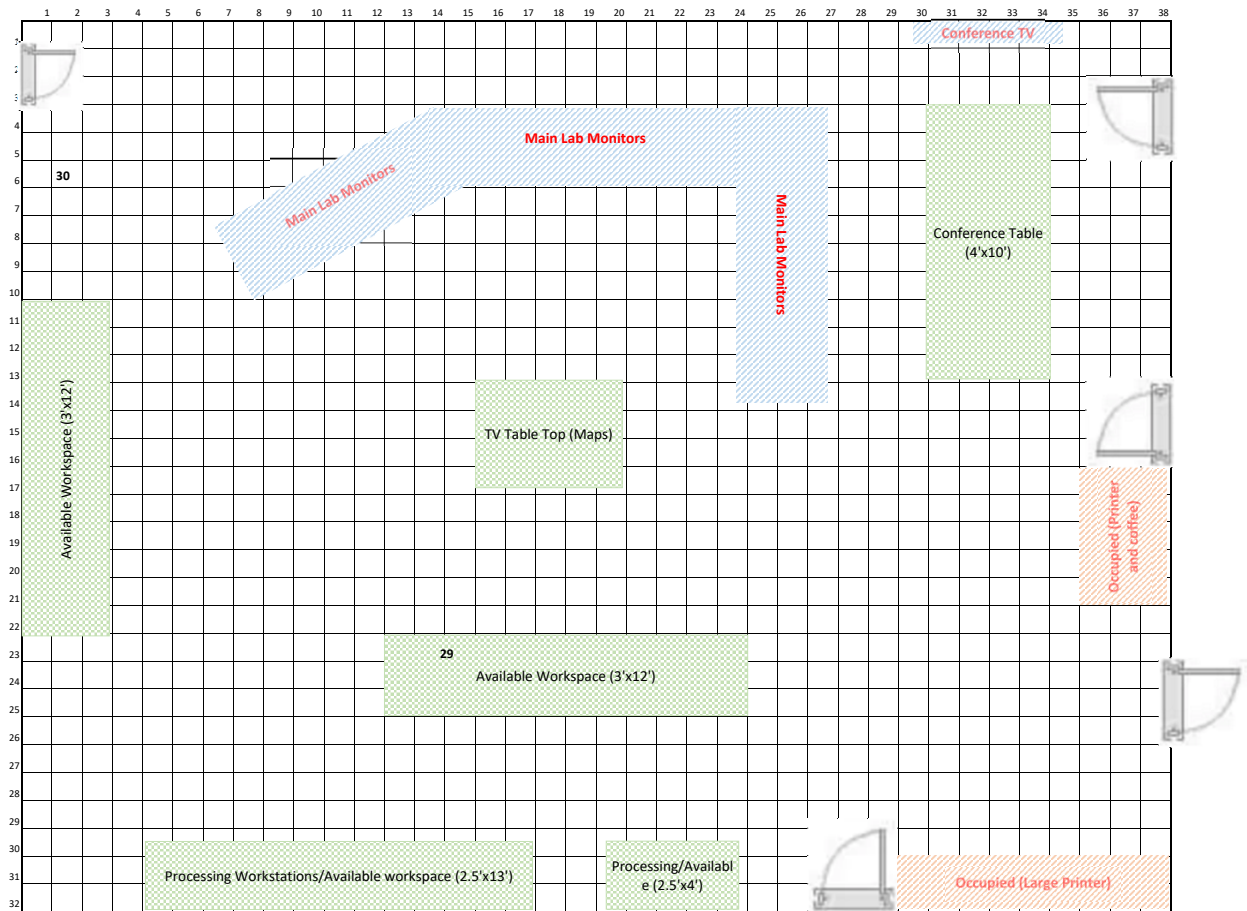 1 2 3 4 5 6 7 8 9 10 11 12 13 14 15 16 17 18 19 20 21 22 23 24 25 26 27 28 29 30 31 32 33 34 35 36 37 38
1
Conference TV
2
3
4
Main Lab Monitors
5
6
30
Main Lab Monitors
7
Main Lab Monitors
8
Conference Table
(4'x10')
9
10
11
12
13
14
15
TV Table Top (Maps)
16
17
Available Workspace (3'x12')
18
19
Occupied (Printer
and coffee)
20
21
22
23
29
Available Workspace (3'x12')
24
25
26
27
28
29
30
Processing Workstations/Available workspace (2.5'x13')
Processing/Availabl
e (2.5'x4')
31
Occupied (Large Printer)
32